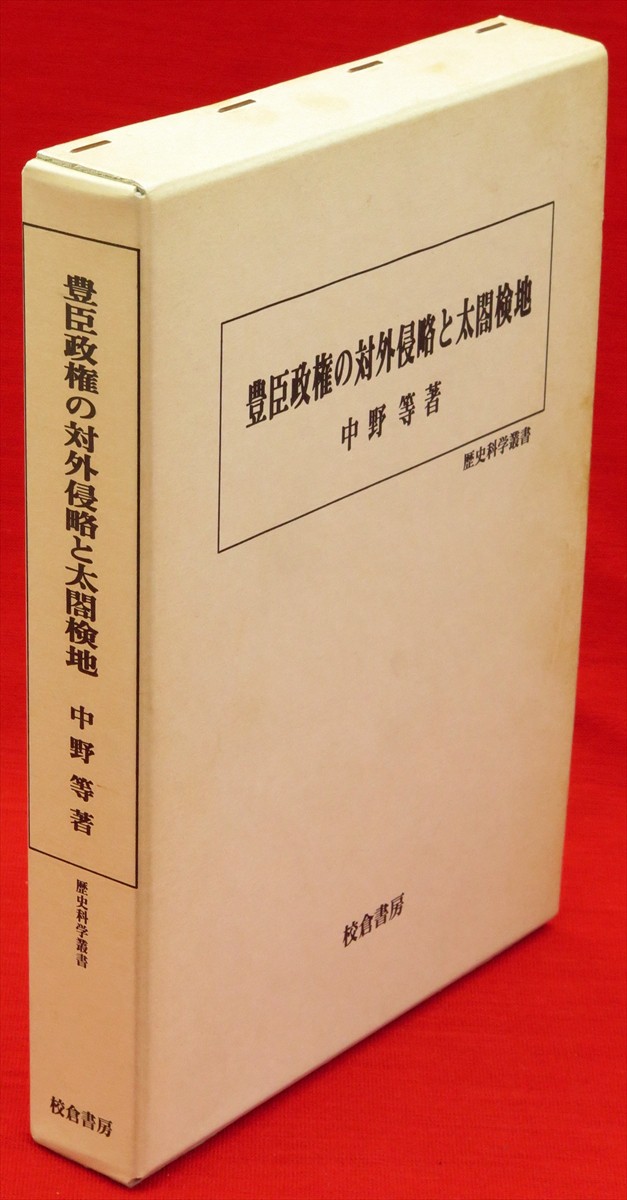 豊臣政権の対外侵略と太閤検地
中野等著
歴史科学叢書
校倉書房
豊臣政権の対外侵略と太閤検地
中野等著
歴史科学叢書
校倉書房